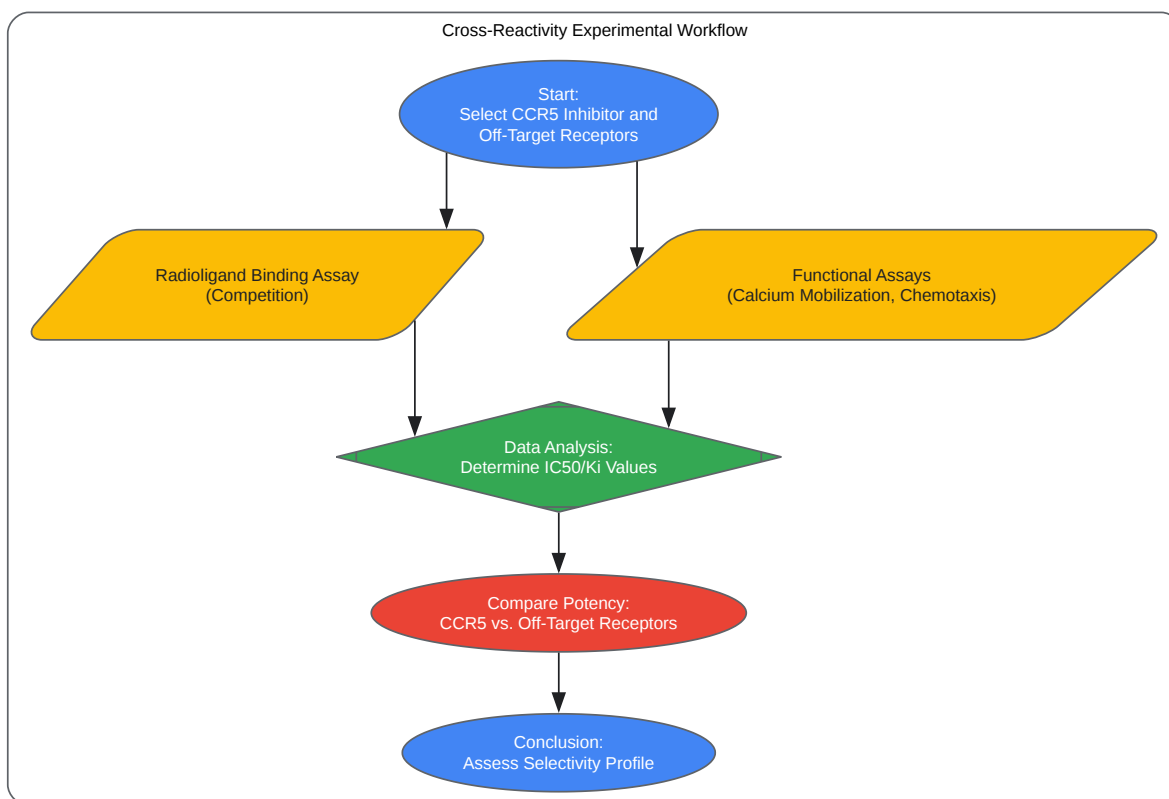 Cross-Reactivity Experimental Workflow
Start:
Select CCR5 Inhibitor and
Off-Target Receptors
Radioligand Binding Assay
(Competition)
Functional Assays
(Calcium Mobilization, Chemotaxis)
Data Analysis:
Determine IC50/Ki Values
Compare Potency:
CCR5 vs. Off-Target Receptors
Conclusion:
Assess Selectivity Profile